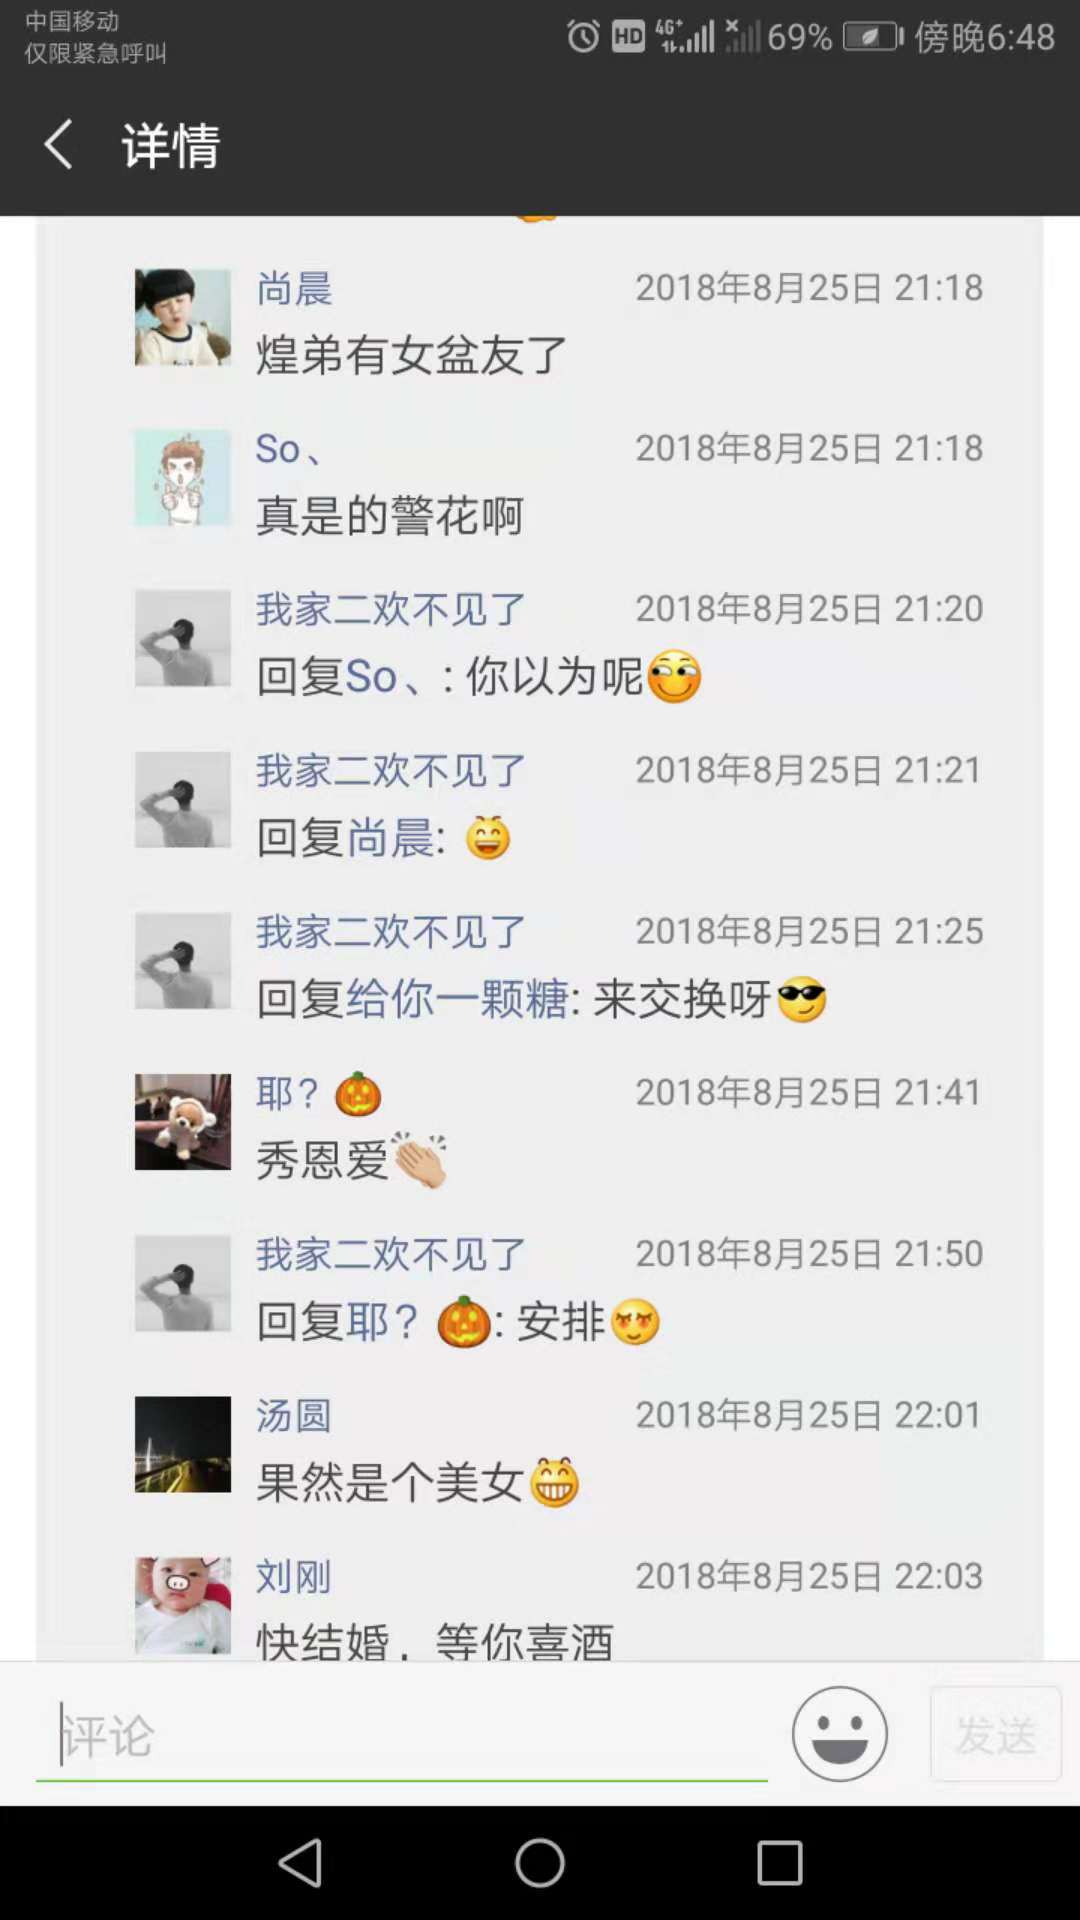 中国移动
仅限紧急呼叫
HD 4G+ 69% 傍晚6:48
详情
尚晨 2018年8月25日 21:18
煌弟有女盆友了
So、 2018年8月25日 21:18
真是的警花啊
我家二欢不见了 2018年8月25日 21:20
回复So、: 你以为呢
我家二欢不见了 2018年8月25日 21:21
回复尚晨:
我家二欢不见了 2018年8月25日 21:25
回复给你一颗糖: 来交换呀😎
耶?🎃 2018年8月25日 21:41
秀恩爱👏🏼
我家二欢不见了 2018年8月25日 21:50
回复耶?🎃: 安排
汤圆 2018年8月25日 22:01
果然是个美女😁
刘刚 2018年8月25日 22:03
快结婚，等你喜酒
评论
发送